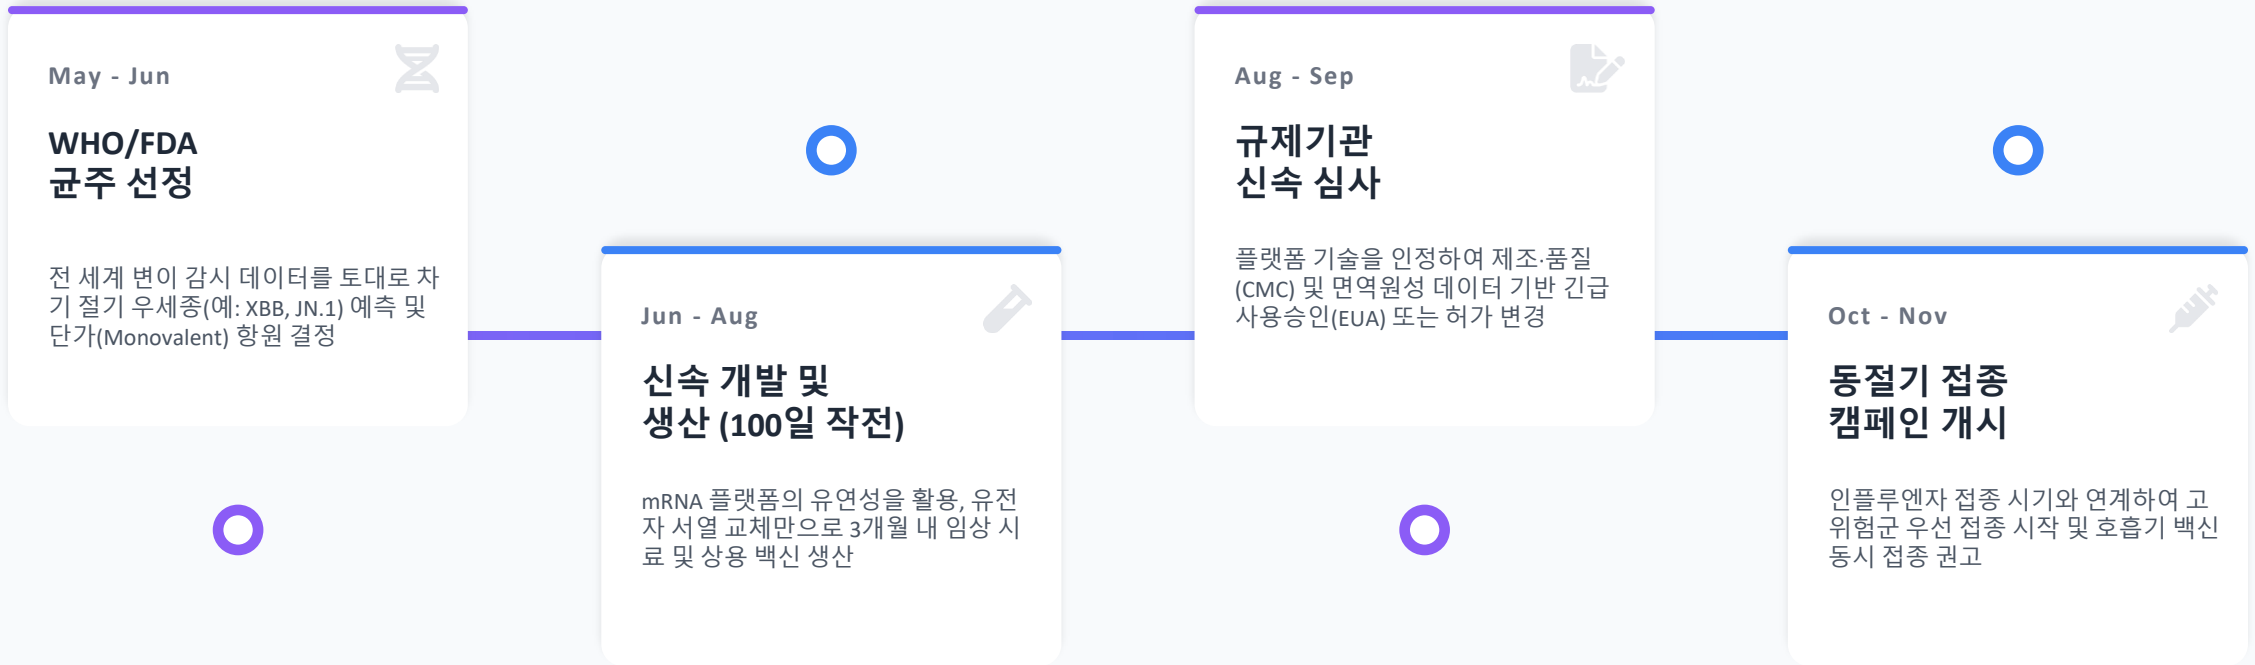 May - Jun
WHO/FDA
균주 선정
전 세계 변이 감시 데이터를 토대로 차
기 절기 우세종(예: XBB, JN.1) 예측 및
단가(Monovalent) 항원 결정
Jun - Aug
신속 개발 및
생산 (100일 작전)
mRNA 플랫폼의 유연성을 활용, 유전
자 서열 교체만으로 3개월 내 임상 시
료 및 상용 백신 생산
Aug - Sep
규제기관
신속 심사
플랫폼 기술을 인정하여 제조·품질
(CMC) 및 면역원성 데이터 기반 긴급
사용승인(EUA) 또는 허가 변경
Oct - Nov
동절기 접종
캠페인 개시
인플루엔자 접종 시기와 연계하여 고
위험군 우선 접종 시작 및 호흡기 백신
동시 접종 권고